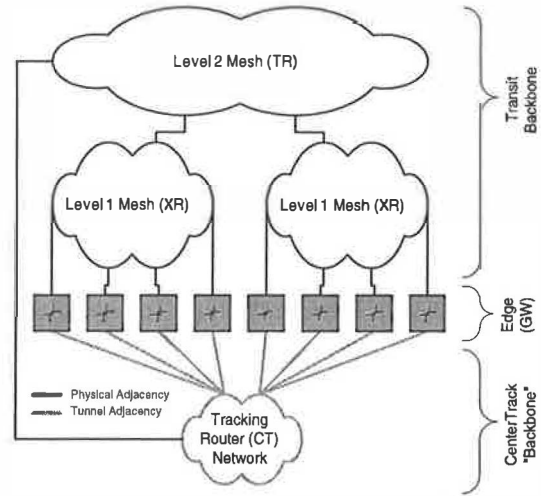 Level 2 Mesh (TR)
Level 1 Mesh (XR)
Level 1 Mesh (XR)
Transit
Backbone
Edge
(GW)
Physical Adjacency
Tunnel Adjacency
Tracking
Router (CT)
Network
CenterTrack
"Backbone"